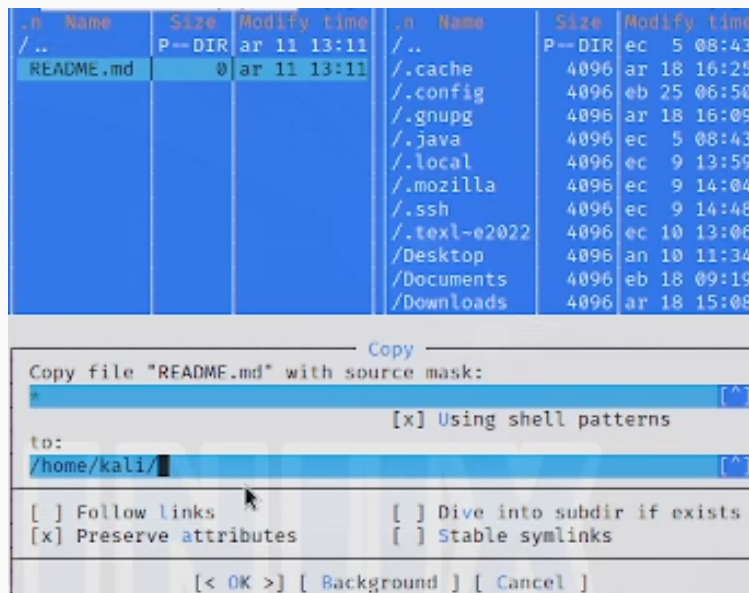 .n Name Size Modify time
/.. P--DIR ar 11 13:11
README.md 0 ar 11 13:11
.n Name Size Modify time
/.. P--DIR ec 5 08:43
/.cache 4096 ar 18 16:25
/.config 4096 eb 25 06:50
/.gnupg 4096 ar 18 16:09
/.java 4096 ec 5 08:43
/.local 4096 ec 9 13:59
/.mozilla 4096 ec 9 14:04
/.ssh 4096 ec 9 14:48
/.texl~e2022 4096 ec 10 13:06
/Desktop 4096 an 10 11:34
/Documents 4096 eb 18 09:19
/Downloads 4096 ar 18 15:08
Copy
Copy file "README.md" with source mask:
* [^]
[x] Using shell patterns
to:
/home/kali/ [^]
[ ] Follow links [ ] Dive into subdir if exists
[x] Preserve attributes [ ] Stable symlinks
[< OK >] [ Background ] [ Cancel ]